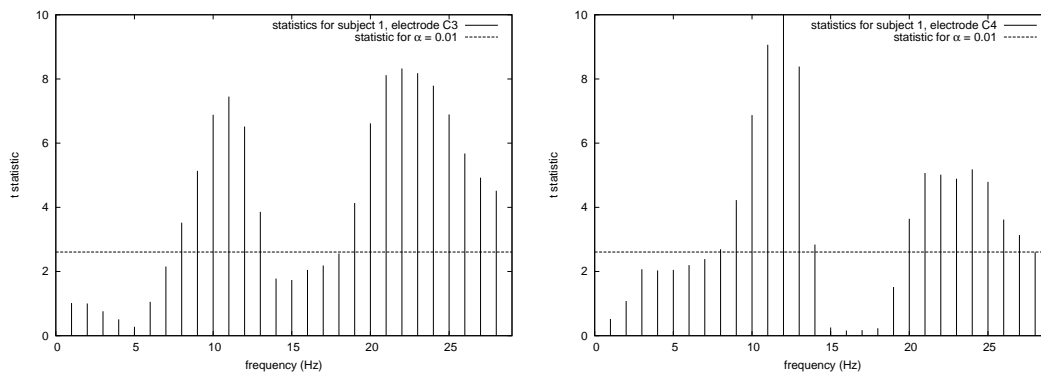 10
8
6
4
2
0
t statistic
statistics for subject 1, electrode C3
statistic for α = 0.01
0 5 10 15 20 25
frequency (Hz)
10
8
6
4
2
0
t statistic
statistics for subject 1, electrode C4
statistic for α = 0.01
0 5 10 15 20 25
frequency (Hz)